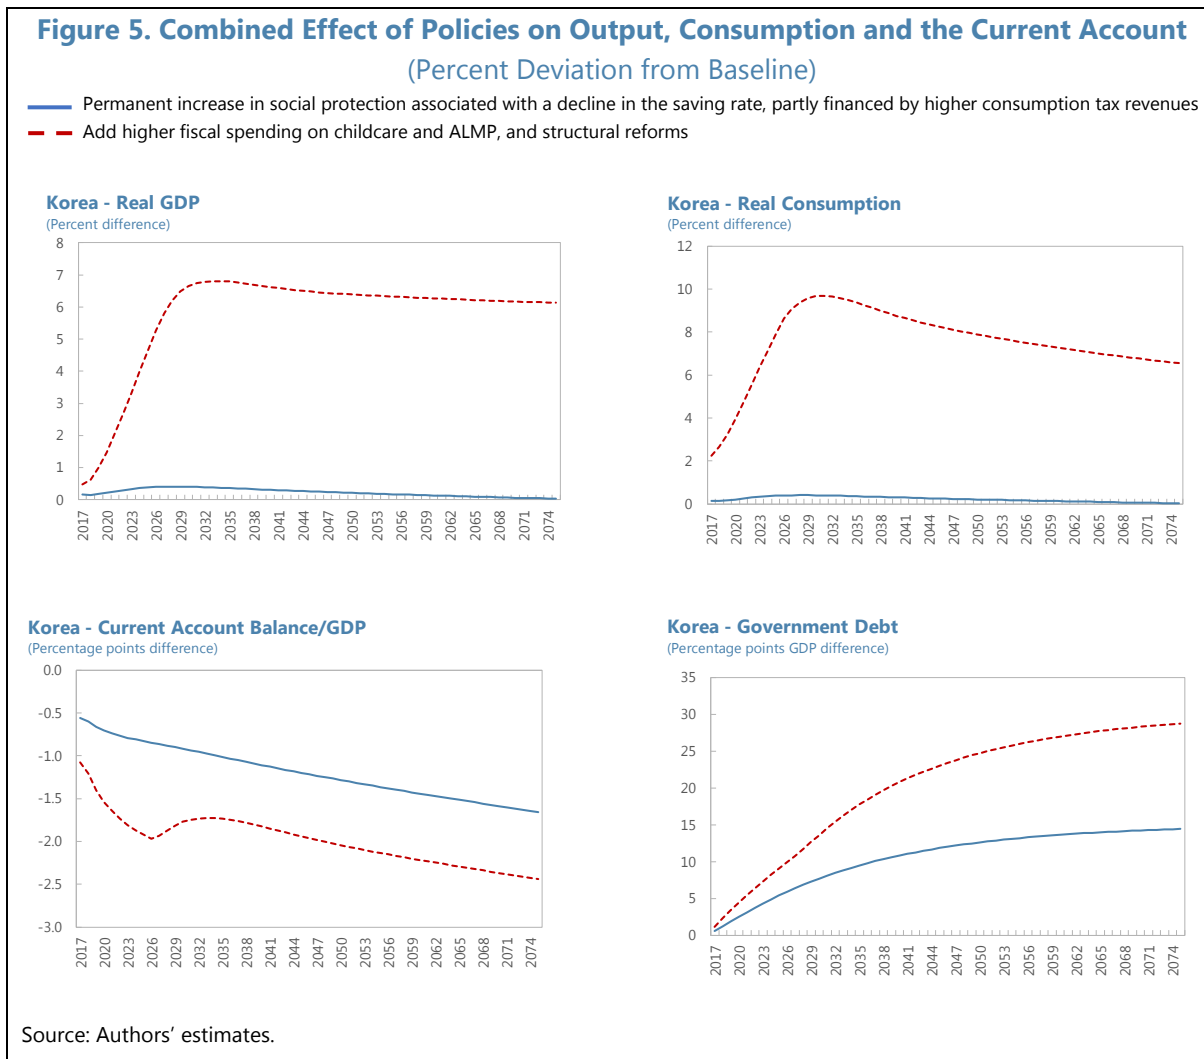 Figure 5. Combined Effect of Policies on Output, Consumption and the Current Account
(Percent Deviation from Baseline)
Permanent increase in social protection associated with a decline in the saving rate, partly financed by higher consumption tax revenues
Add higher fiscal spending on childcare and ALMP, and structural reforms
Korea - Real GDP
(Percent difference)
8
7
6
5
4
3
2
1
0
2017 2020 2023 2026 2029 2032 2035 2038 2041 2044 2047 2050 2053 2056 2059 2062 2065 2068 2071 2074
Korea - Real Consumption
(Percent difference)
12
10
8
6
4
2
0
2017 2020 2023 2026 2029 2032 2035 2038 2041 2044 2047 2050 2053 2056 2059 2062 2065 2068 2071 2074
Korea - Current Account Balance/GDP
(Percentage points difference)
0.0
-0.5
-1.0
-1.5
-2.0
-2.5
-3.0
2017 2020 2023 2026 2029 2032 2035 2038 2041 2044 2047 2050 2053 2056 2059 2062 2065 2068 2071 2074
Korea - Government Debt
(Percentage points GDP difference)
35
30
25
20
15
10
5
0
2017 2020 2023 2026 2029 2032 2035 2038 2041 2044 2047 2050 2053 2056 2059 2062 2065 2068 2071 2074
Source: Authors’ estimates.